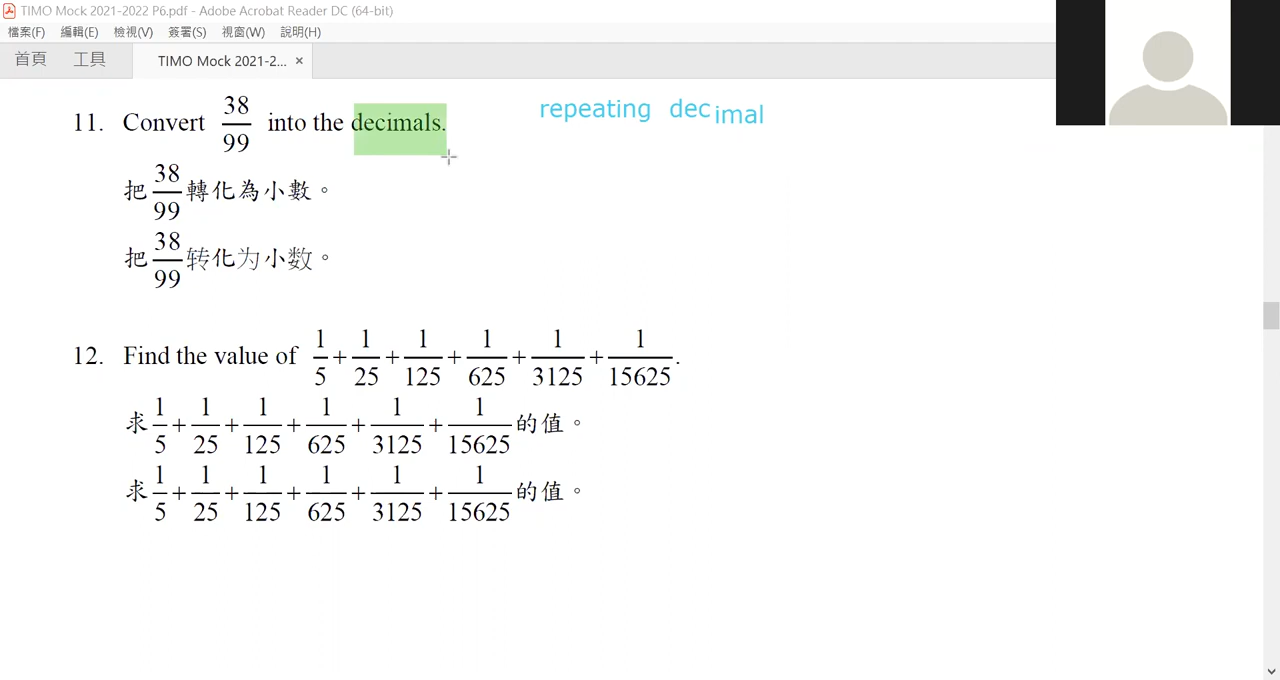 TIMO Mock 2021-2022 P6.pdf - Adobe Acrobat Reader DC (64-bit)
檔案(F) 編輯(E) 檢視(V) 簽署(S) 視窗(W) 說明(H)
首頁 工具 TIMO Mock 2021-2... ×
repeating decimal
11. Convert 38/99 into the decimals.
把 38/99 轉化為小數。
把 38/99 转化为小数。
12. Find the value of 1/5 + 1/25 + 1/125 + 1/625 + 1/3125 + 1/15625.
求 1/5 + 1/25 + 1/125 + 1/625 + 1/3125 + 1/15625 的值。
求 1/5 + 1/25 + 1/125 + 1/625 + 1/3125 + 1/15625 的值。